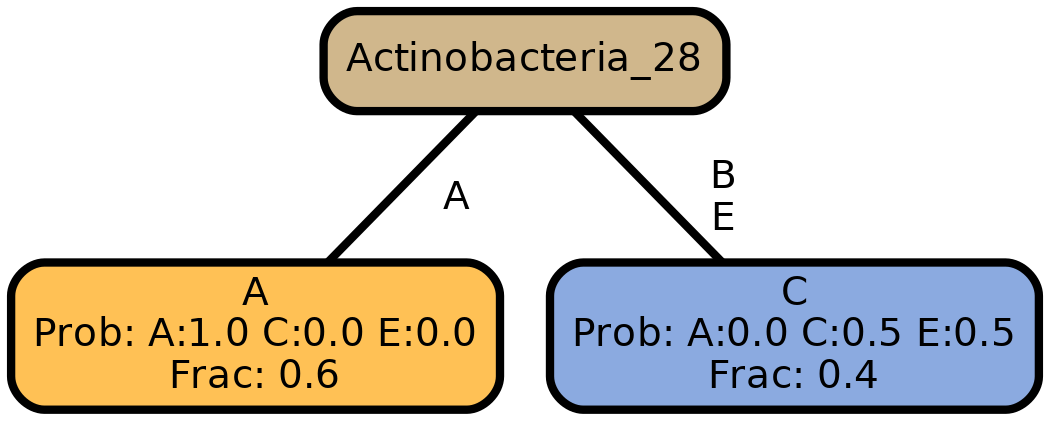 Actinobacteria_28
A
B
E
A
Prob: A:1.0 C:0.0 E:0.0
Frac: 0.6
C
Prob: A:0.0 C:0.5 E:0.5
Frac: 0.4